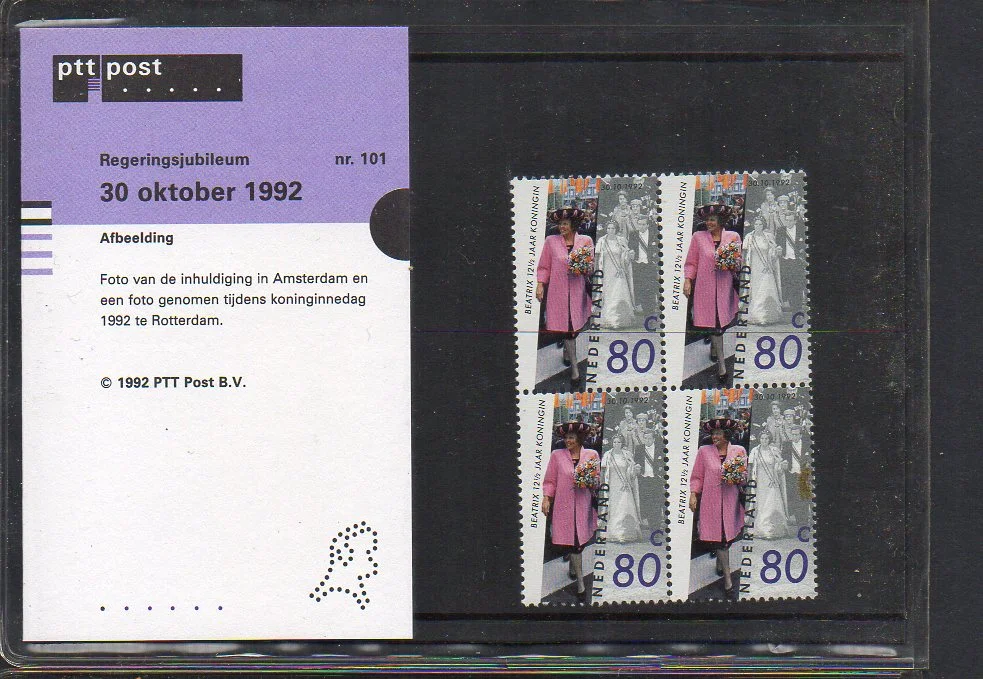 ptt post
Regeringsjubileum nr. 101
30 oktober 1992
Afbeelding
Foto van de inhuldiging in Amsterdam en
een foto genomen tijdens koninginnedag
1992 te Rotterdam.
© 1992 PTT Post B.V.
BEATRIX 12½ JAAR KONINGIN
30.10.1992
NEDERLAND
80 C
BEATRIX 12½ JAAR KONINGIN
30.10.1992
NEDERLAND
80 C
BEATRIX 12½ JAAR KONINGIN
30.10.1992
NEDERLAND
80 C
BEATRIX 12½ JAAR KONINGIN
30.10.1992
NEDERLAND
80 C